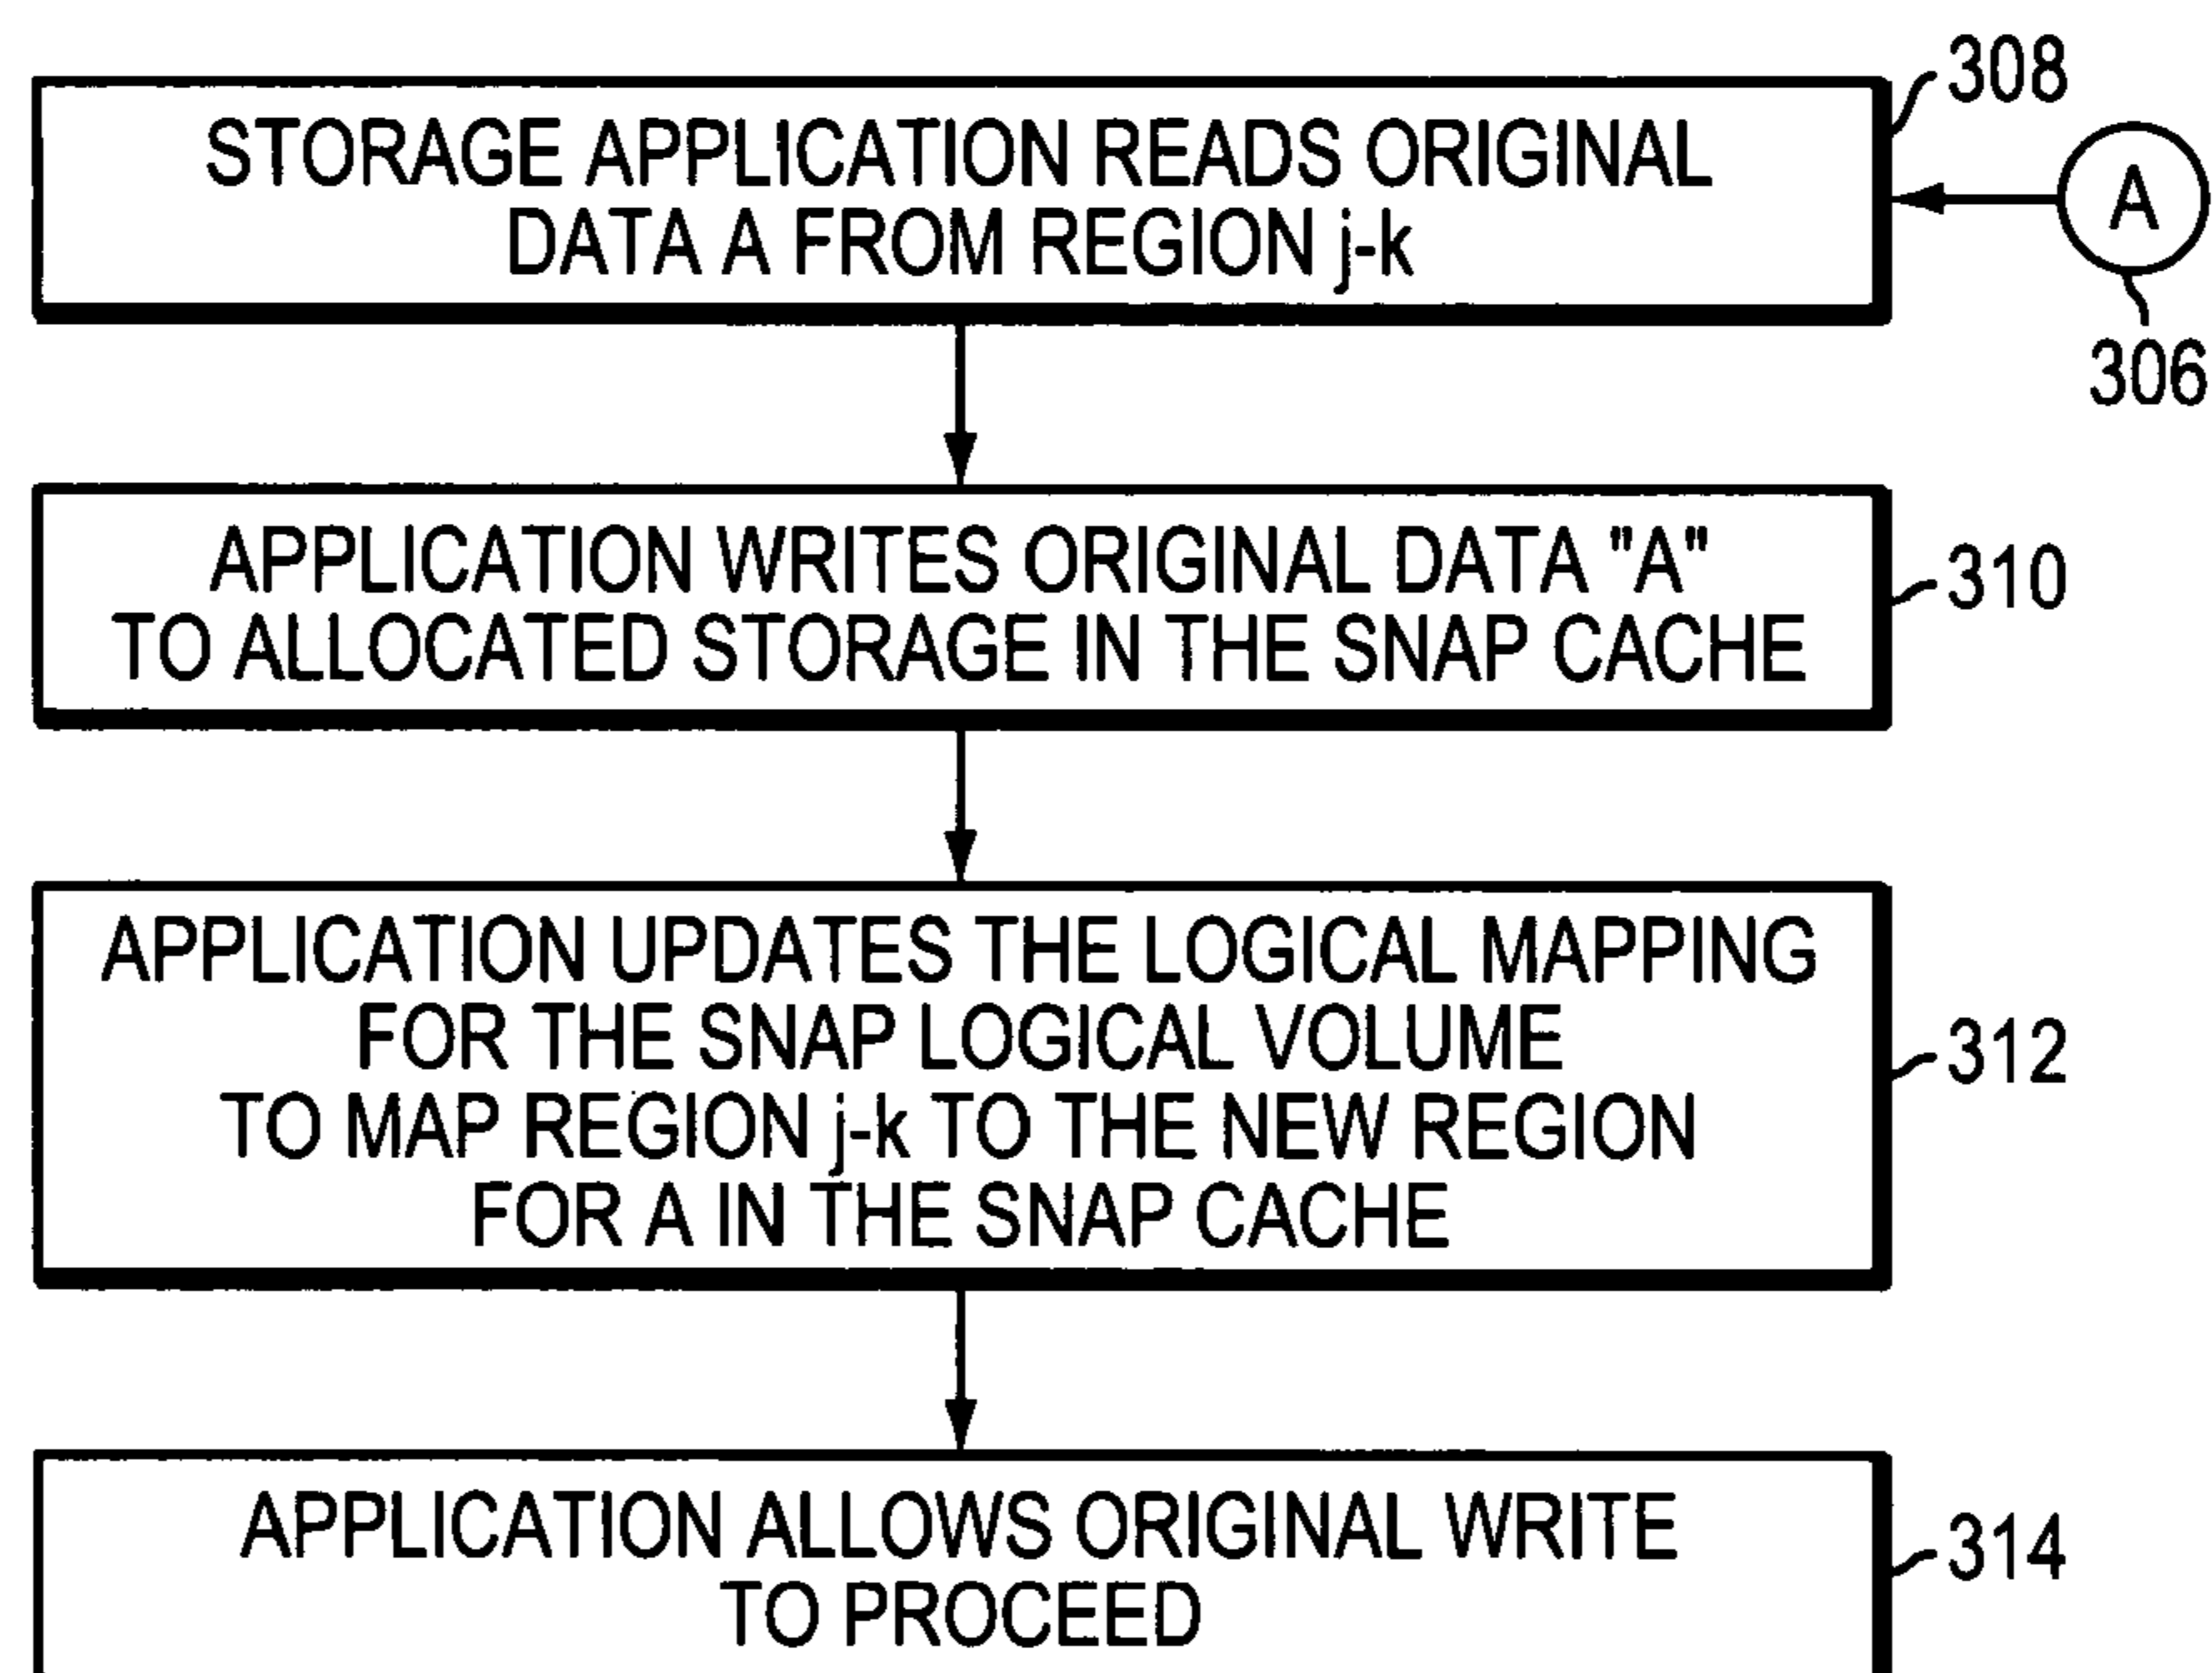 308
STORAGE APPLICATION READS ORIGINAL
DATA A FROM REGION j-k
A
306
APPLICATION WRITES ORIGINAL DATA "A"
TO ALLOCATED STORAGE IN THE SNAP CACHE
310
APPLICATION UPDATES THE LOGICAL MAPPING
FOR THE SNAP LOGICAL VOLUME
TO MAP REGION j-k TO THE NEW REGION
FOR A IN THE SNAP CACHE
312
APPLICATION ALLOWS ORIGINAL WRITE
TO PROCEED
314